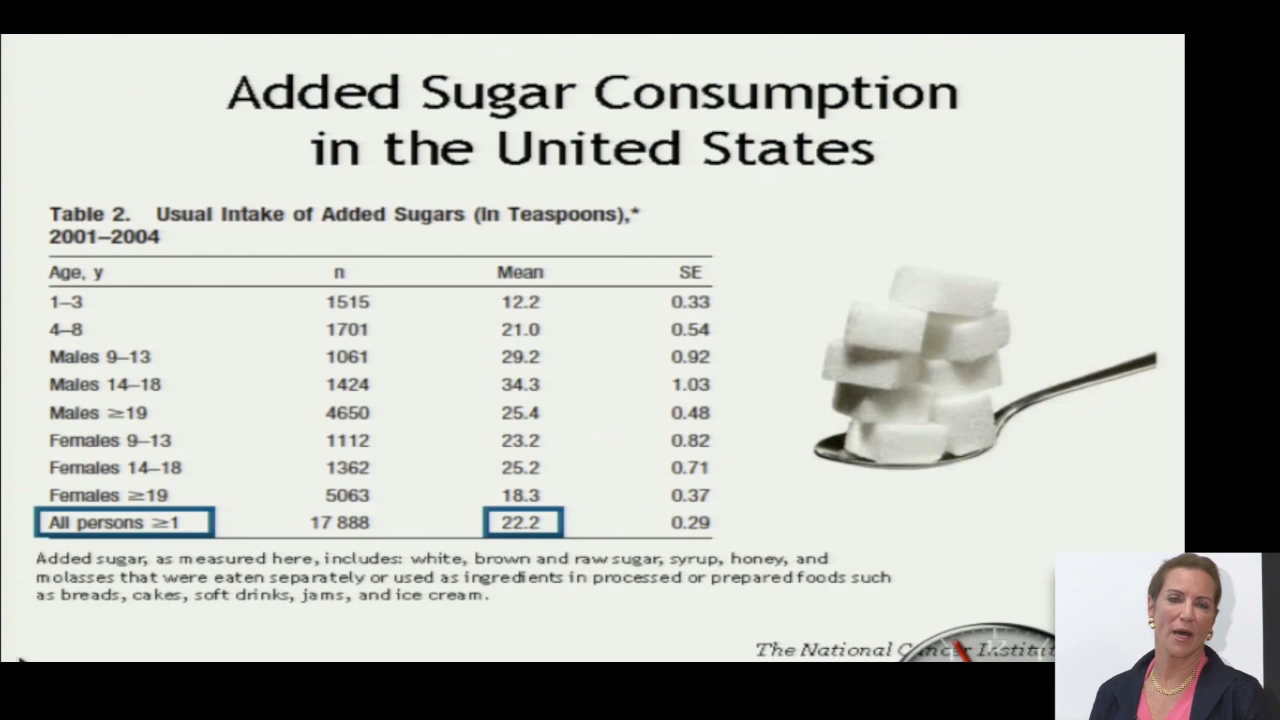 Added Sugar Consumption
in the United States
Table 2. Usual Intake of Added Sugars (In Teaspoons),*
2001–2004
Age, y n Mean SE
1–3 1515 12.2 0.33
4–8 1701 21.0 0.54
Males 9–13 1061 29.2 0.92
Males 14–18 1424 34.3 1.03
Males ≥19 4650 25.4 0.48
Females 9–13 1112 23.2 0.82
Females 14–18 1362 25.2 0.71
Females ≥19 5063 18.3 0.37
All persons ≥1 17 888 22.2 0.29
Added sugar, as measured here, includes: white, brown and raw sugar, syrup, honey, and
molasses that were eaten separately or used as ingredients in processed or prepared foods such
as breads, cakes, soft drinks, jams, and ice cream.
The National Cancer Institut